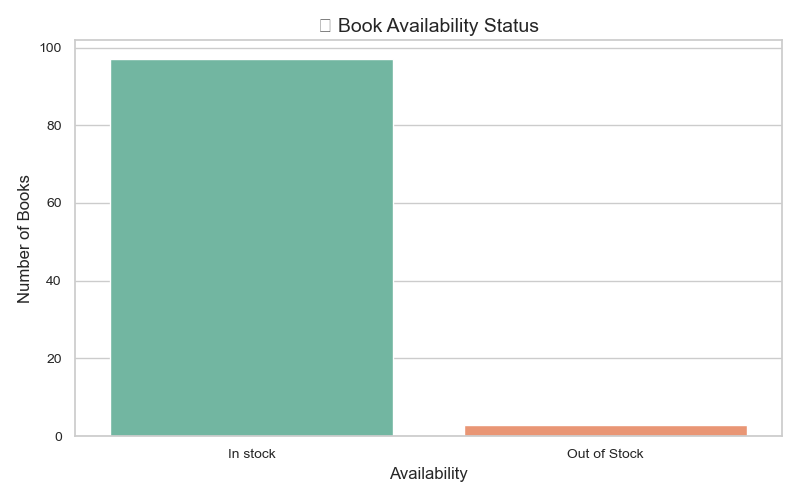 Book Availability Status
100
80
60
40
20
0
Number of Books
In stock
Out of Stock
Availability